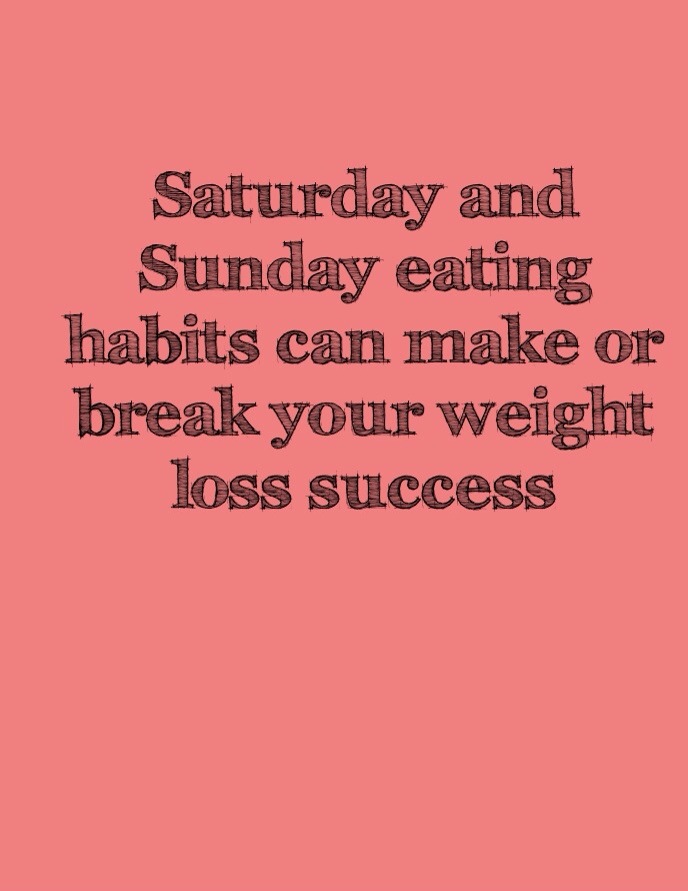 Saturday and
Sunday eating
habits can make or
break your weight
loss success